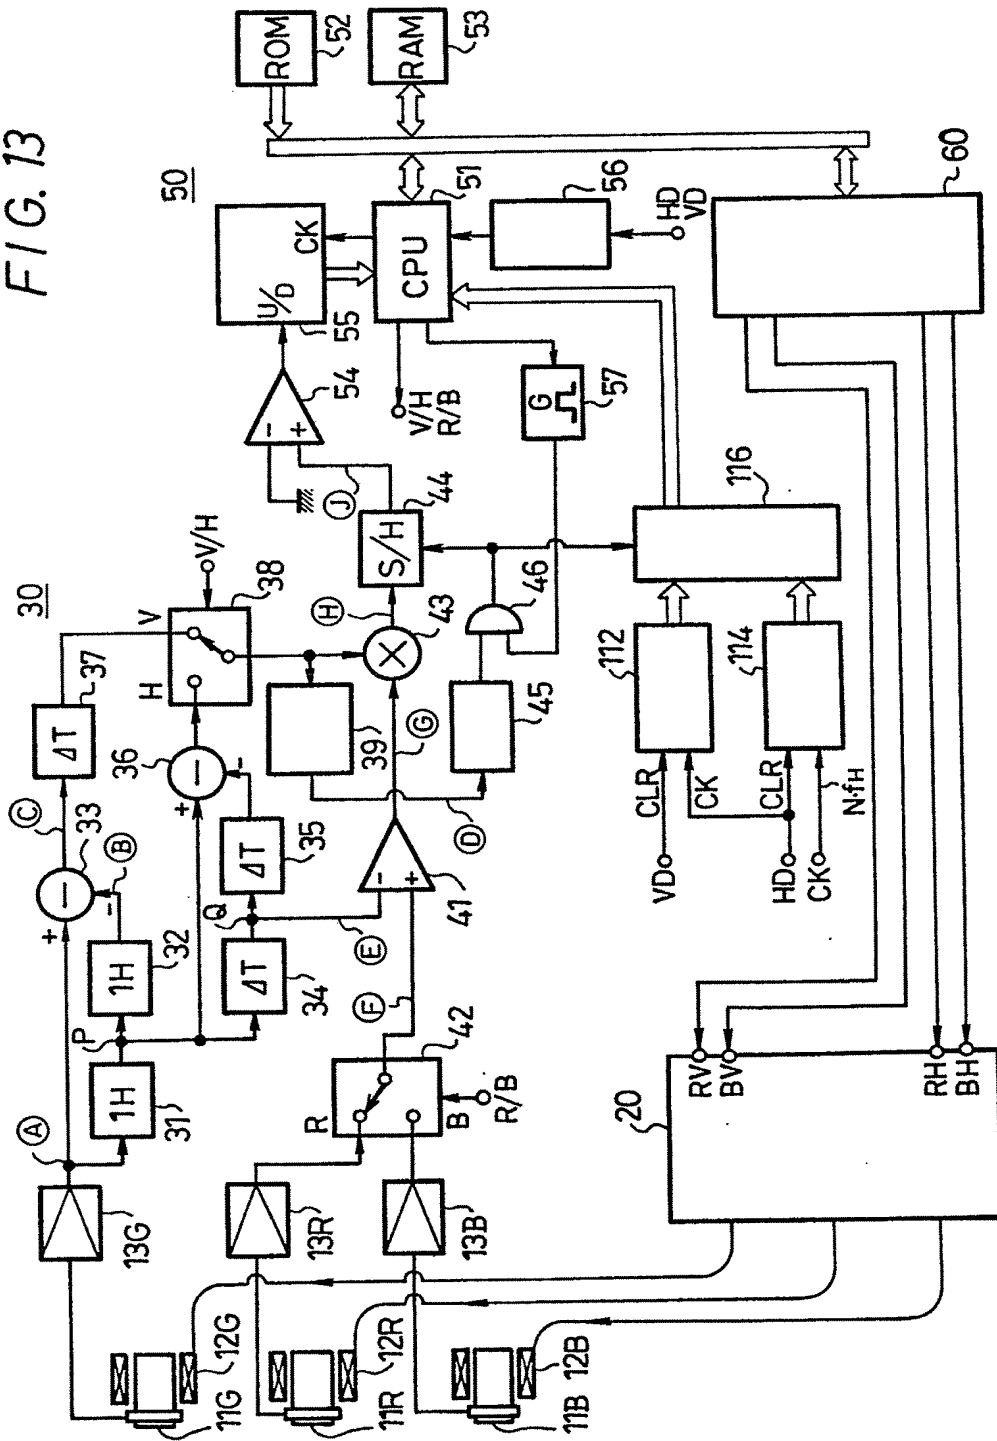 FIG. 13
30
50
ROM
52
RAM
53
CPU
51
CK
U/D
55
54
-
+
56
HD
VD
60
V/H
R/B
G
57
116
J
S/H
44
H
43
46
45
V/H
38
V
H
37
ΔT
36
+
-
39
G
D
C
33
B
+
-
35
ΔT
Q
E
-
+
41
112
114
CLR
CK
CLR
N·fH
VD
HD
CK
1H
32
ΔT
34
P
F
42
R
B
R/B
1H
31
A
13G
13R
13B
20
RV
BV
RH
BH
12G
11G
12R
11R
12B
11B